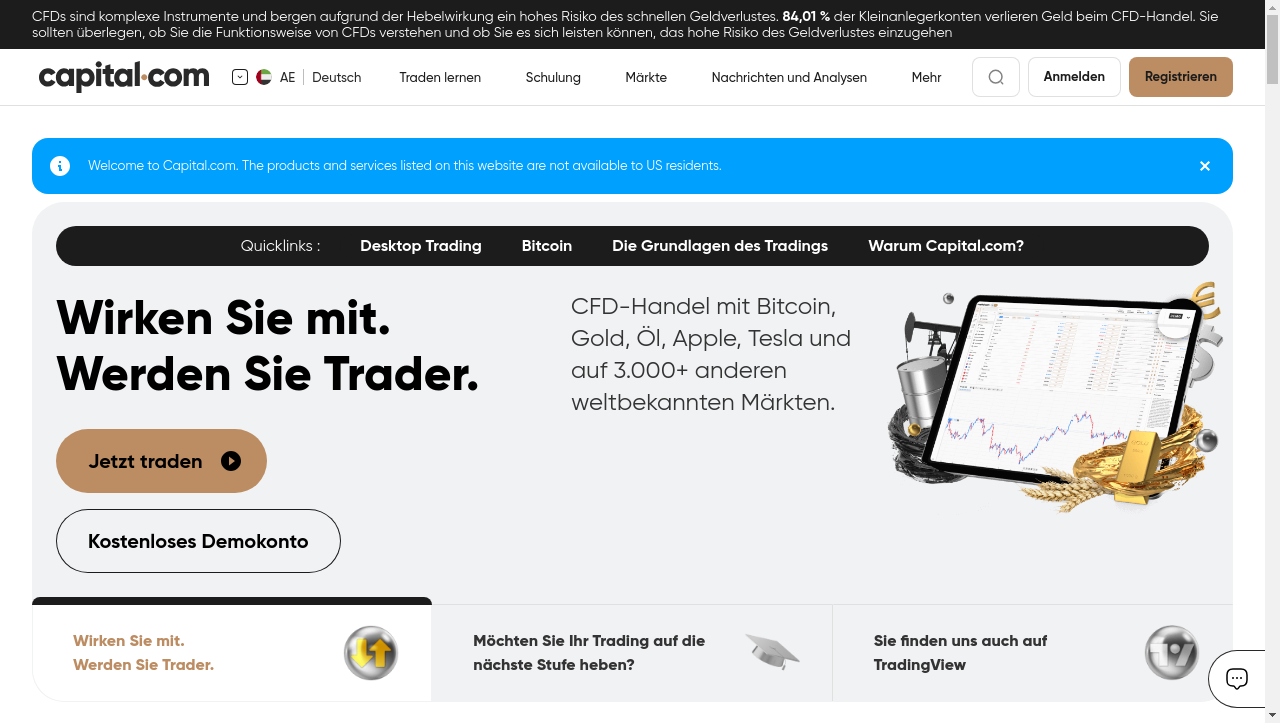 CFDs sind komplexe Instrumente und bergen aufgrund der Hebelwirkung ein hohes Risiko des schnellen Geldverlustes. 84,01 % der Kleinanlegerkonten verlieren Geld beim CFD-Handel. Sie
sollten überlegen, ob Sie die Funktionsweise von CFDs verstehen und ob Sie es sich leisten können, das hohe Risiko des Geldverlustes einzugehen
capital.com
AE
Deutsch
Traden lernen
Schulung
Märkte
Nachrichten und Analysen
Mehr
Anmelden
Registrieren
Welcome to Capital.com. The products and services listed on this website are not available to US residents.
Quicklinks :
Desktop Trading
Bitcoin
Die Grundlagen des Tradings
Warum Capital.com?
Wirken Sie mit.
Werden Sie Trader.
CFD-Handel mit Bitcoin,
Gold, Öl, Apple, Tesla und
auf 3.000+ anderen
weltbekannten Märkten.
Jetzt traden
Kostenloses Demokonto
Wirken Sie mit.
Werden Sie Trader.
Möchten Sie Ihr Trading auf die
nächste Stufe heben?
Sie finden uns auch auf
TradingView